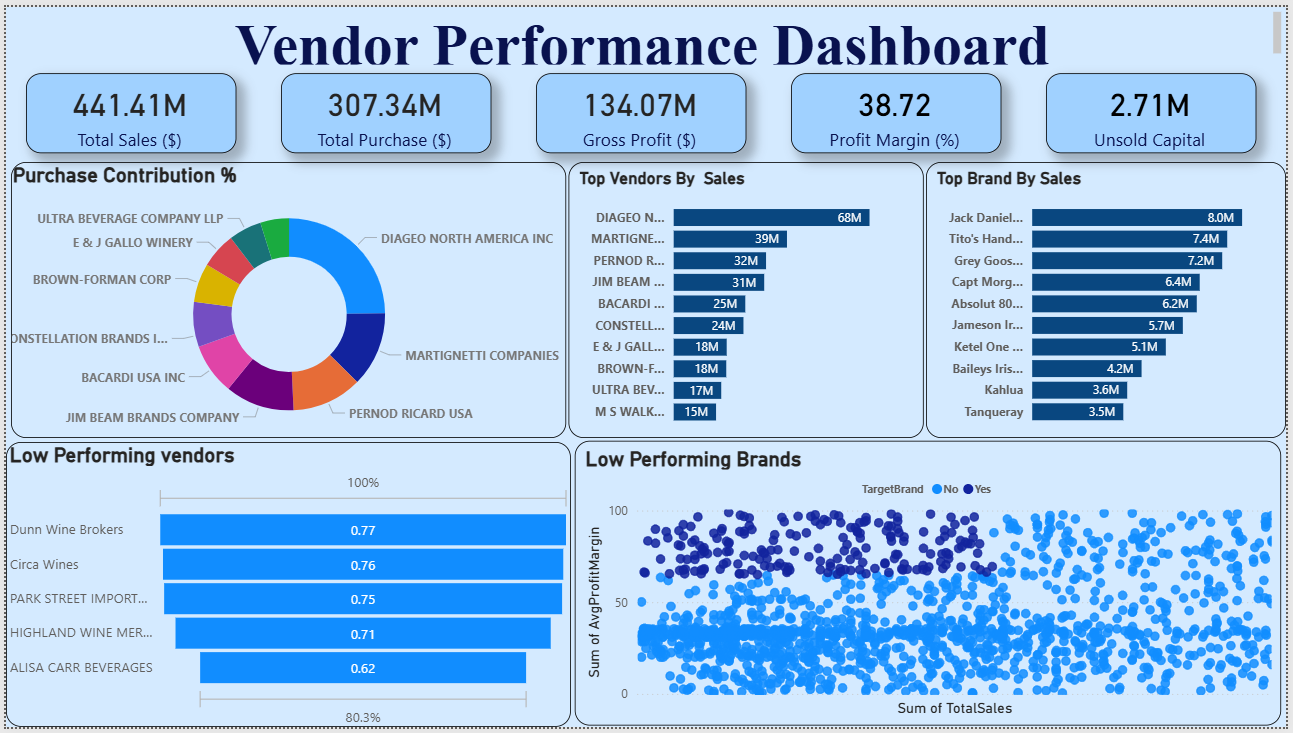 Vendor Performance Dashboard
441.41M
Total Sales ($)
307.34M
Total Purchase ($)
134.07M
Gross Profit ($)
38.72
Profit Margin (%)
2.71M
Unsold Capital
Purchase Contribution %
ULTRA BEVERAGE COMPANY LLP
E & J GALLO WINERY
BROWN-FORMAN CORP
ONSTELLATION BRANDS I...
BACARDI USA INC
JIM BEAM BRANDS COMPANY
DIAGEO NORTH AMERICA INC
MARTIGNETTI COMPANIES
PERNOD RICARD USA
Top Vendors By Sales
DIAGEO N... 68M
MARTIGNE... 39M
PERNOD R... 32M
JIM BEAM ... 31M
BACARDI ... 25M
CONSTELL... 24M
E & J GALL... 18M
BROWN-F... 18M
ULTRA BEV... 17M
M S WALK... 15M
Top Brand By Sales
Jack Daniel... 8.0M
Tito's Hand... 7.4M
Grey Goos... 7.2M
Capt Morg... 6.4M
Absolut 80... 6.2M
Jameson Ir... 5.7M
Ketel One ... 5.1M
Baileys Iris... 4.2M
Kahlua 3.6M
Tanqueray 3.5M
Low Performing vendors
100%
Dunn Wine Brokers 0.77
Circa Wines 0.76
PARK STREET IMPORT... 0.75
HIGHLAND WINE MER... 0.71
ALISA CARR BEVERAGES 0.62
80.3%
Low Performing Brands
TargetBrand No Yes
Sum of AvgProfitMargin
100
50
0
Sum of TotalSales